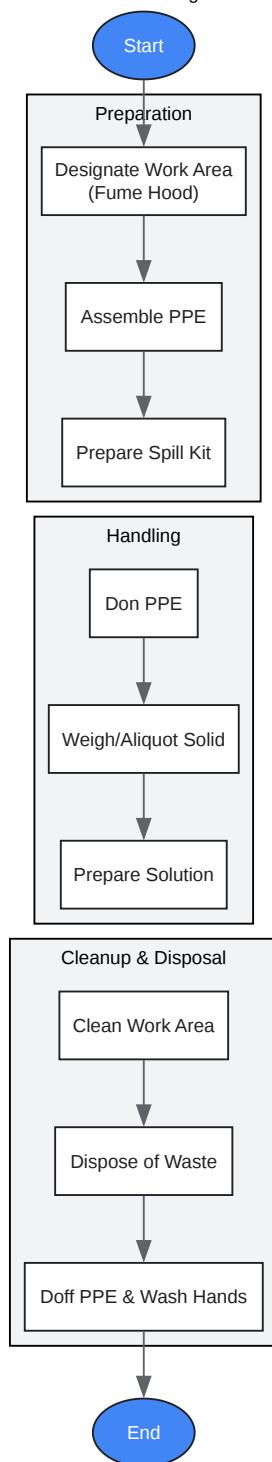 Start
Preparation
Designate Work Area
(Fume Hood)
Assemble PPE
Prepare Spill Kit
Handling
Don PPE
Weigh/Aliquot Solid
Prepare Solution
Cleanup & Disposal
Clean Work Area
Dispose of Waste
Doff PPE & Wash Hands
End